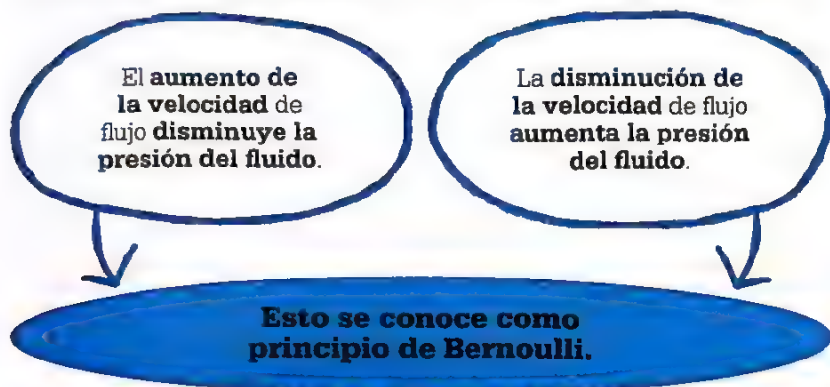 El aumento de
la velocidad de
flujo disminuye la
presión del fluido.
La disminución de
la velocidad de flujo
aumenta la presión
del fluido.
Esto se conoce como
principio de Bernoulli.